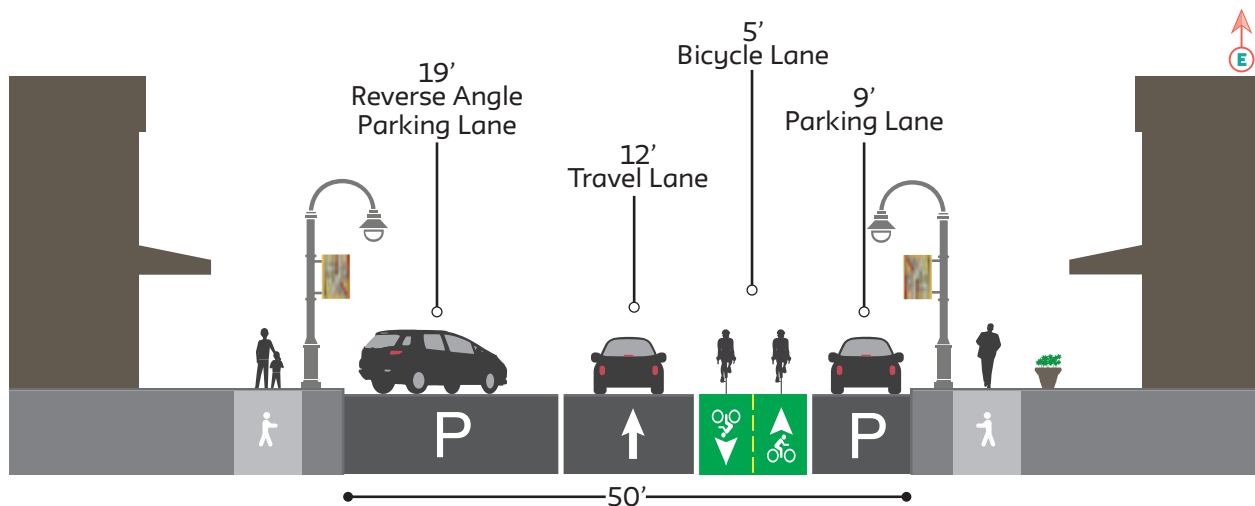 19’
Reverse Angle
Parking Lane
12’
Travel Lane
5’
Bicycle Lane
9’
Parking Lane
E
P
P
50’